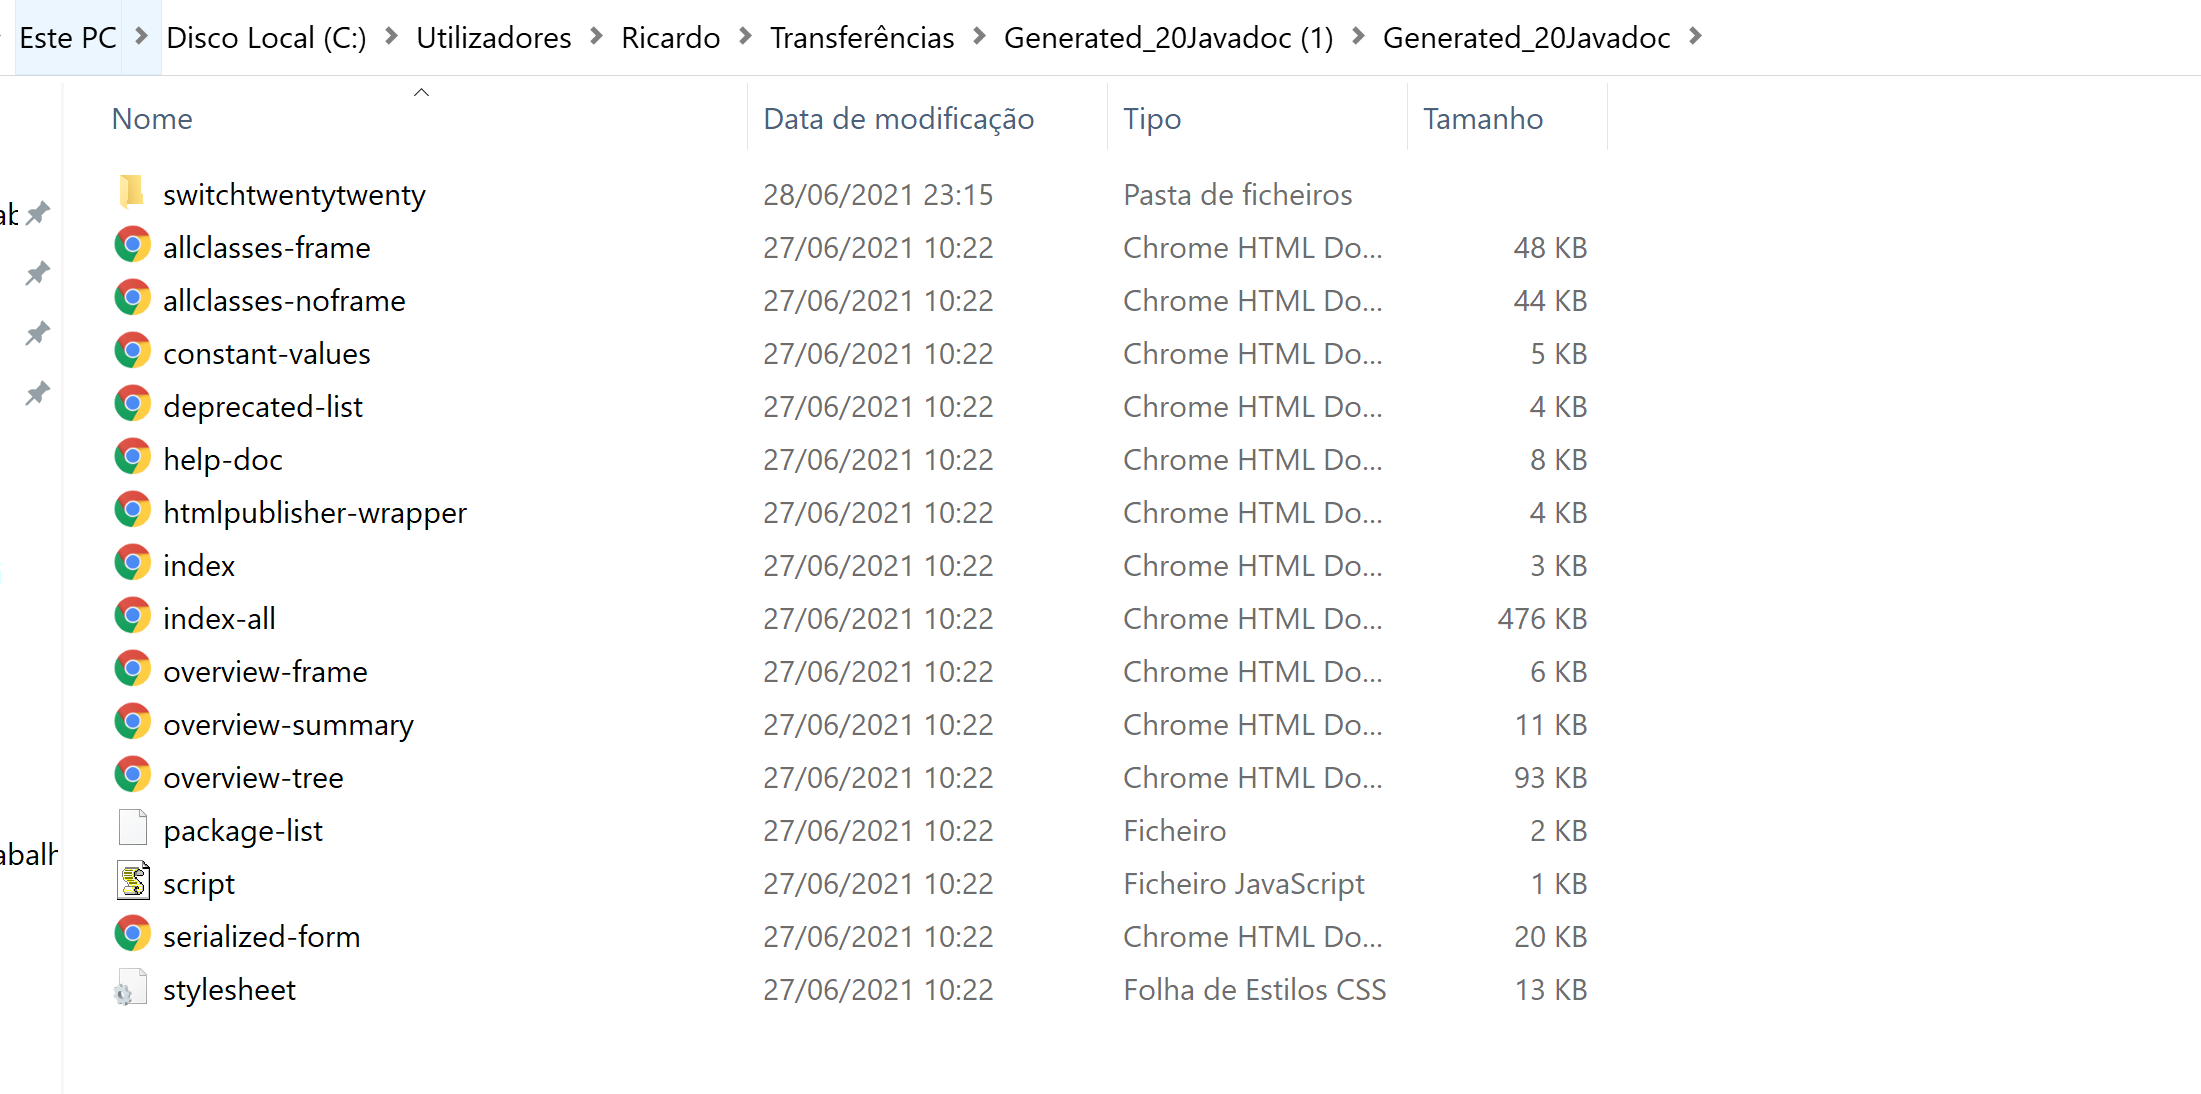 Este PC > Disco Local (C:) > Utilizadores > Ricardo > Transferências > Generated_20Javadoc (1) > Generated_20Javadoc >
Nome Data de modificação Tipo Tamanho
switchtwentytwenty 28/06/2021 23:15 Pasta de ficheiros
allclasses-frame 27/06/2021 10:22 Chrome HTML Do... 48 KB
allclasses-noframe 27/06/2021 10:22 Chrome HTML Do... 44 KB
constant-values 27/06/2021 10:22 Chrome HTML Do... 5 KB
deprecated-list 27/06/2021 10:22 Chrome HTML Do... 4 KB
help-doc 27/06/2021 10:22 Chrome HTML Do... 8 KB
htmlpublisher-wrapper 27/06/2021 10:22 Chrome HTML Do... 4 KB
index 27/06/2021 10:22 Chrome HTML Do... 3 KB
index-all 27/06/2021 10:22 Chrome HTML Do... 476 KB
overview-frame 27/06/2021 10:22 Chrome HTML Do... 6 KB
overview-summary 27/06/2021 10:22 Chrome HTML Do... 11 KB
overview-tree 27/06/2021 10:22 Chrome HTML Do... 93 KB
package-list 27/06/2021 10:22 Ficheiro 2 KB
abalh
script 27/06/2021 10:22 Ficheiro JavaScript 1 KB
serialized-form 27/06/2021 10:22 Chrome HTML Do... 20 KB
stylesheet 27/06/2021 10:22 Folha de Estilos CSS 13 KB